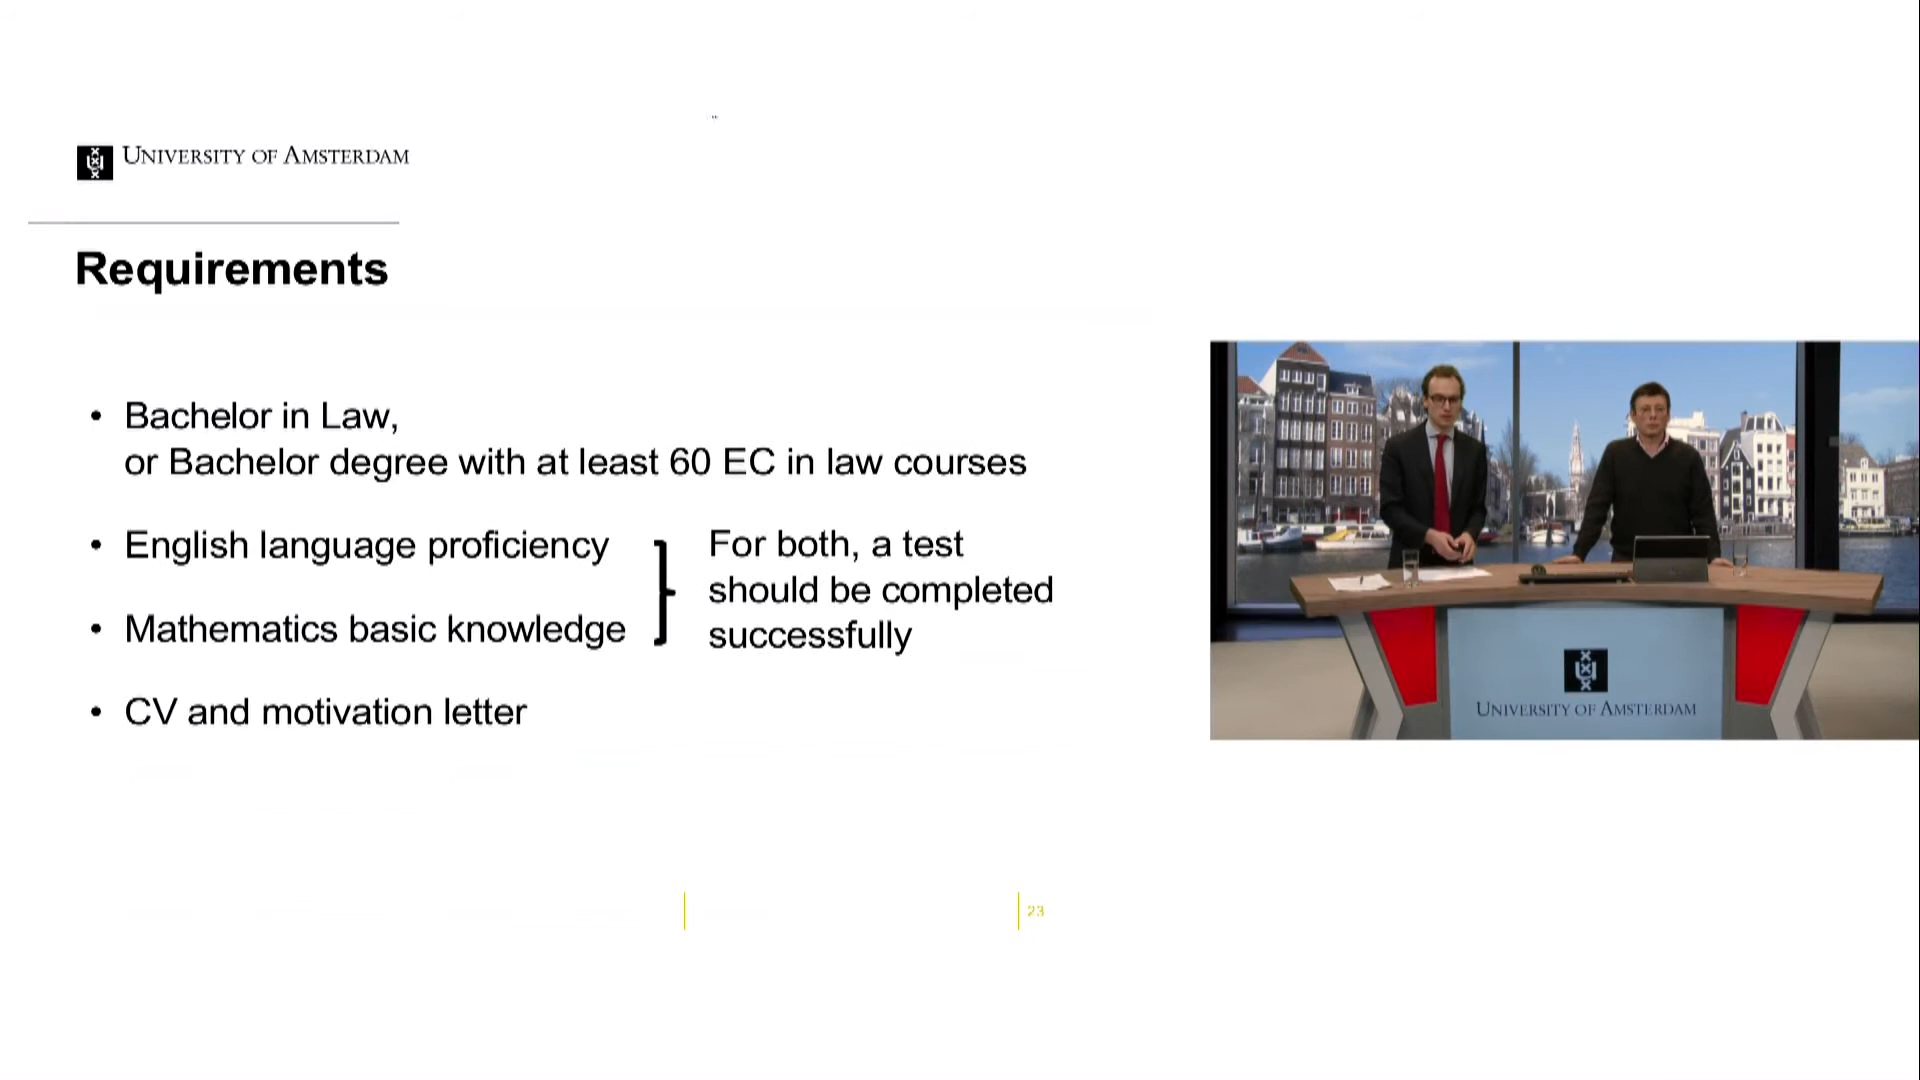 UNIVERSITY OF AMSTERDAM
Requirements
• Bachelor in Law,
or Bachelor degree with at least 60 EC in law courses
• English language proficiency
• Mathematics basic knowledge
For both, a test
should be completed
successfully
• CV and motivation letter
23
UNIVERSITY OF AMSTERDAM